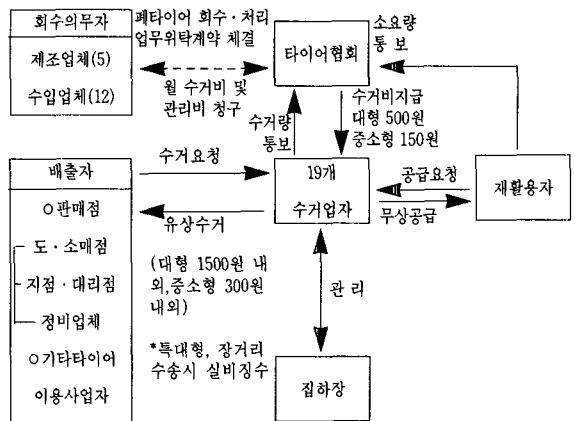 회수의무자
제조업체(5)
수입업체(12)
폐타이어 회수·처리
업무위탁계약 체결
월 수거비 및
관리비 청구
타이어협회
소요량
통 보
수거량
통보
수거비지급
대형 500원
중소형 150원
배출자
○판매점
도·소매점
지점·대리점
정비업체
○기타타이어
이용사업자
수거요청
유상수거
(대형 1500원 내
외,중소형 300원
내외)
*특대형, 장거리
수송시 실비징수
19개
수거업자
공급요청
무상공급
재활용자
관 리
집하장